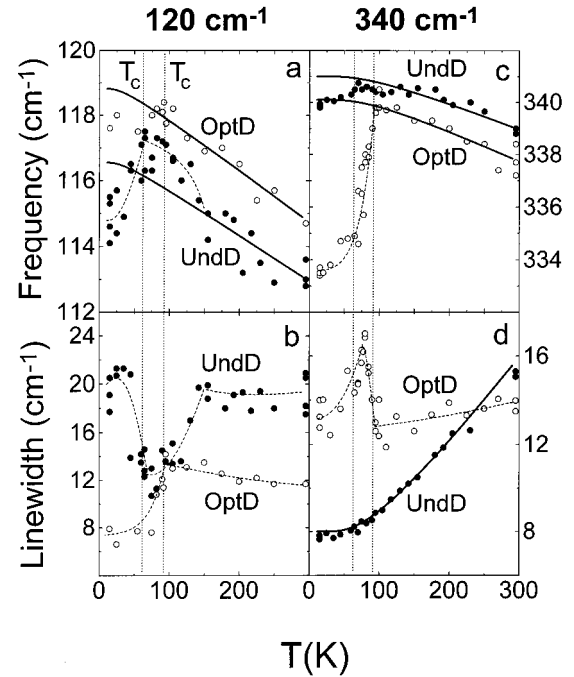 120 cm-1 340 cm-1
Frequency (cm-1)
120
118
116
114
112
Tc Tc a
OptD
UndD
UndD c
OptD
340
338
336
334
Linewidth (cm-1)
24
20
16
12
8
b
UndD
OptD
d
OptD
UndD
16
12
8
0 100 200 0 100 200 300
T(K)